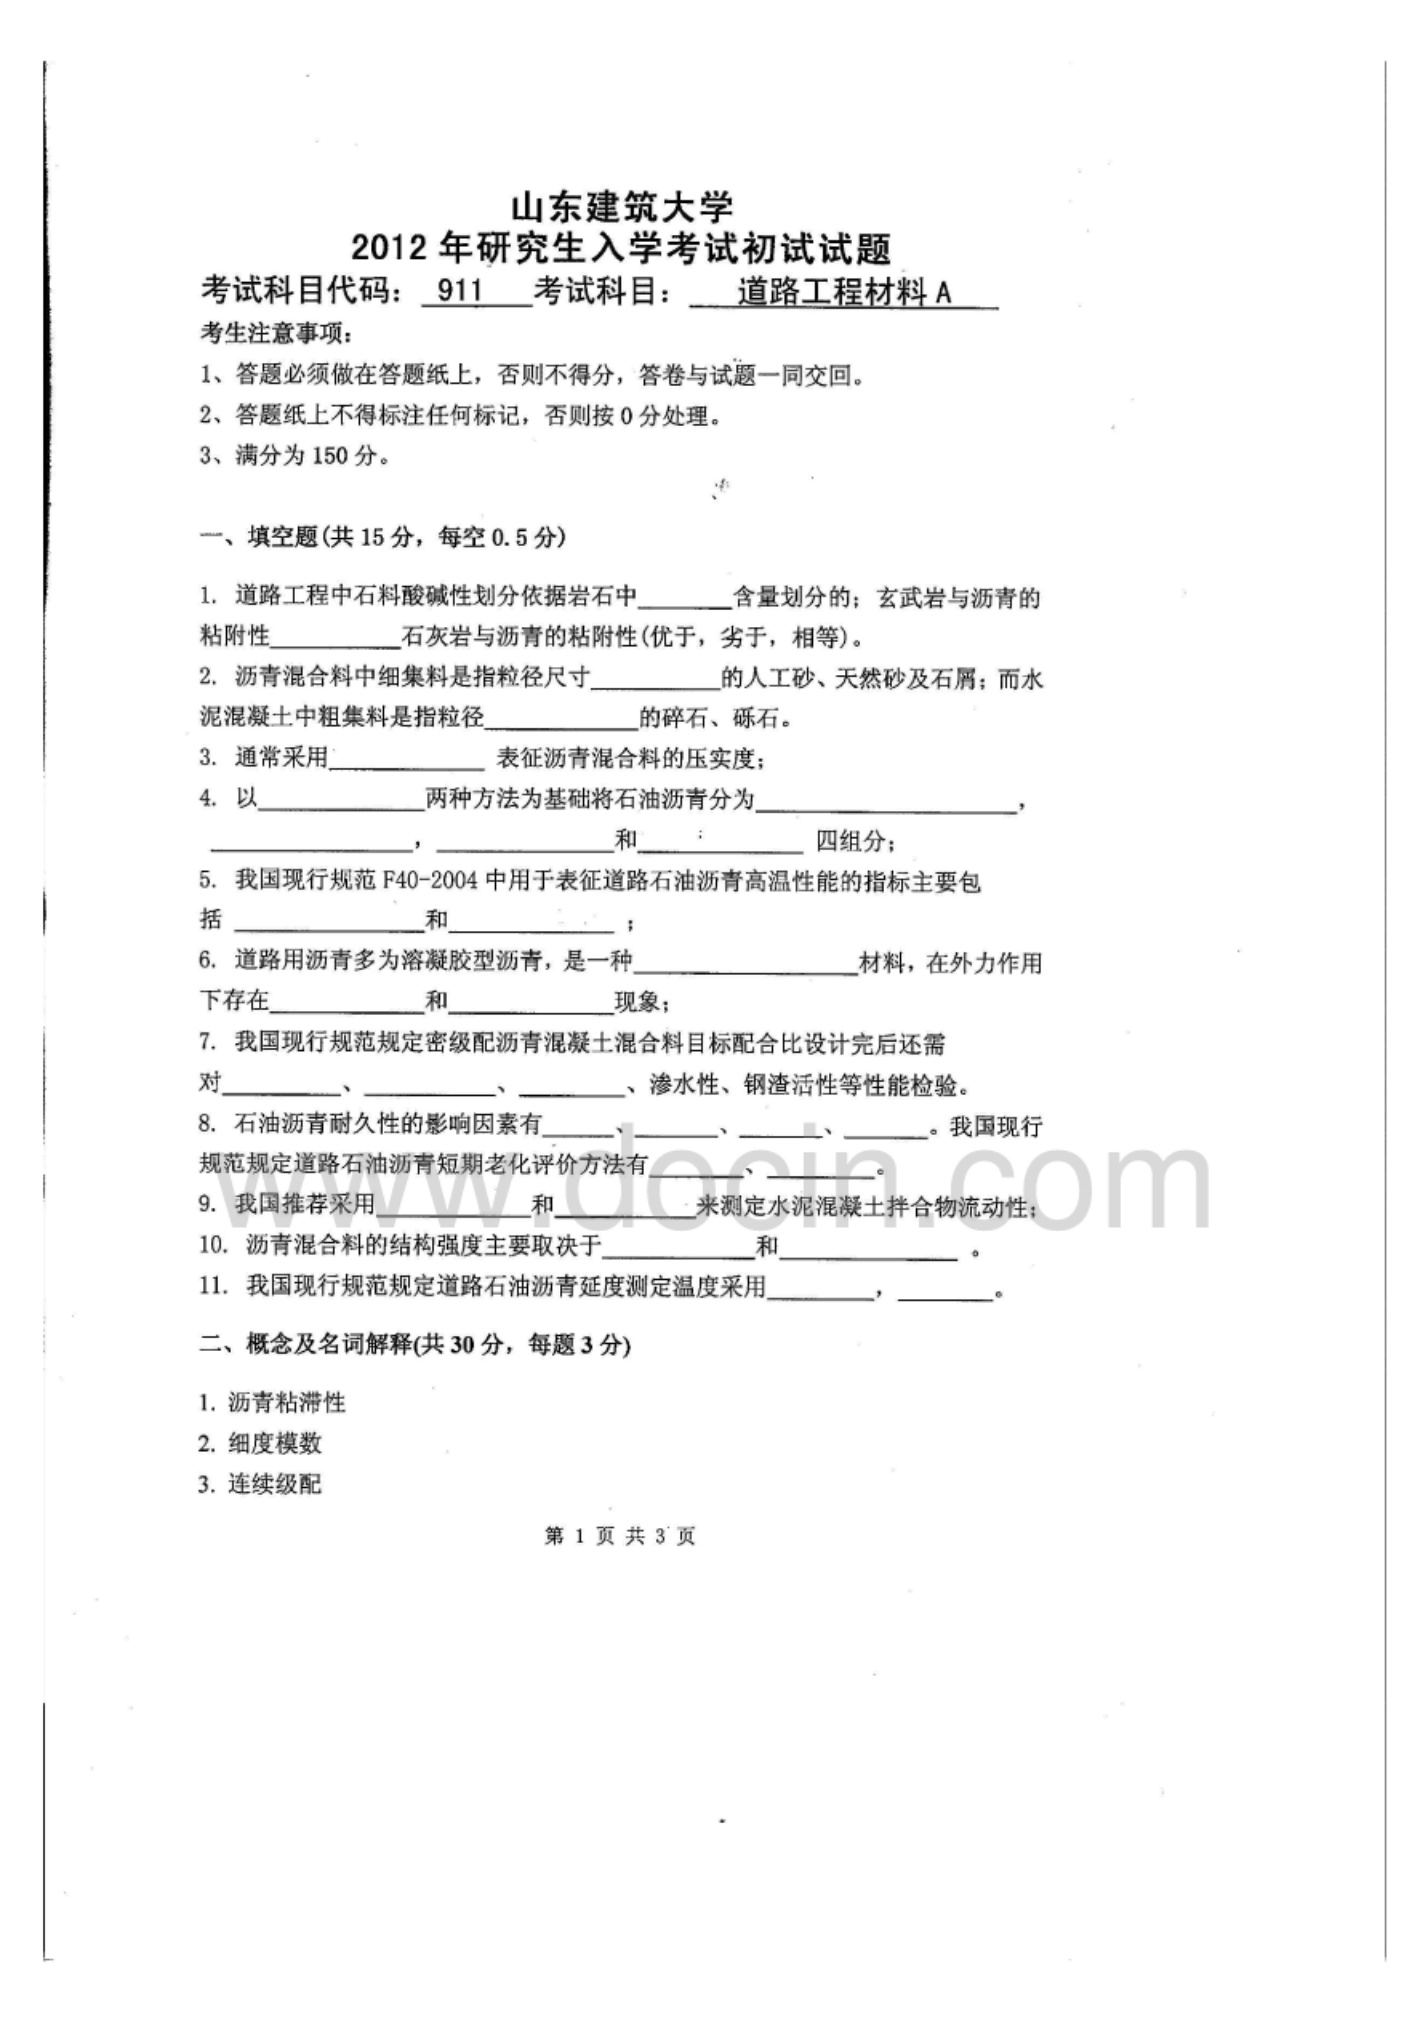 山东建筑大学
2012 年研究生入学考试初试试题
考试科目代码： 911 考试科目： 道路工程材料 A
考生注意事项：
1、答题必须做在答题纸上，否则不得分，答卷与试题一同交回。
2、答题纸上不得标注任何标记，否则按 0 分处理。
3、满分为 150 分。
一、填空题(共 15 分，每空 0.5 分)
1. 道路工程中石料酸碱性划分依据岩石中________含量划分的；玄武岩与沥青的
粘附性___________石灰岩与沥青的粘附性(优于，劣于，相等)。
2. 沥青混合料中细集料是指粒径尺寸___________的人工砂、天然砂及石屑；而水
泥混凝土中粗集料是指粒径_____________的碎石、砾石。
3. 通常采用_____________ 表征沥青混合料的压实度；
4. 以______________两种方法为基础将石油沥青分为______________________，
_________________，_______________和______________ 四组分；
5. 我国现行规范 F40-2004 中用于表征道路石油沥青高温性能的指标主要包
括 ________________和______________ ；
6. 道路用沥青多为溶凝胶型沥青，是一种___________________材料，在外力作用
下存在_____________和______________现象；
7. 我国现行规范规定密级配沥青混凝土混合料目标配合比设计完后还需
对__________、___________、_________、渗水性、钢渣活性等性能检验。
8. 石油沥青耐久性的影响因素有______、_______、_______、_______。我国现行
规范规定道路石油沥青短期老化评价方法有________、_________。
9. 我国推荐采用_____________和____________来测定水泥混凝土拌合物流动性；
10. 沥青混合料的结构强度主要取决于_____________和_______________ 。
11. 我国现行规范规定道路石油沥青延度测定温度采用_________，________。
二、概念及名词解释(共 30 分，每题 3 分)
1. 沥青粘滞性
2. 细度模数
3. 连续级配
第 1 页 共 3 页
www.docin.com